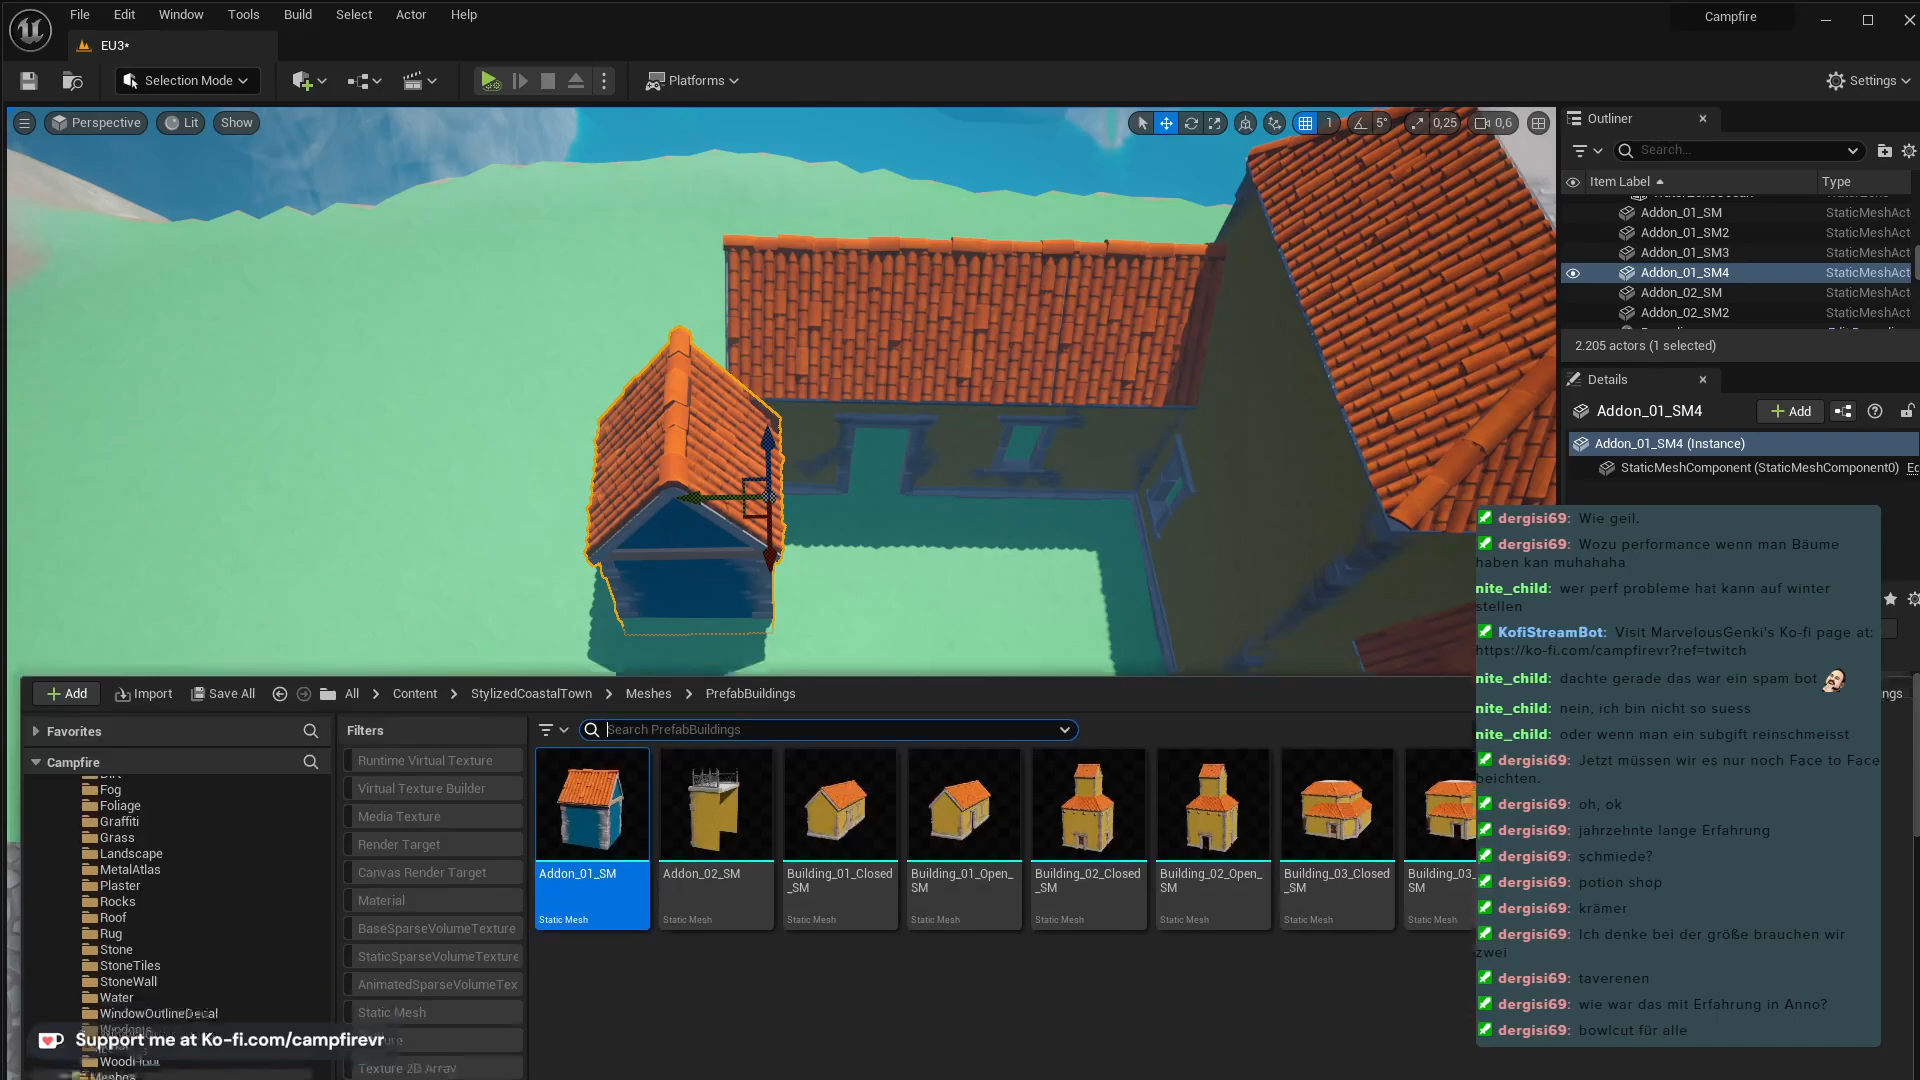 File Edit Window Tools Build Select Actor Help
Campfire
EU3*
Selection Mode
Platforms
Settings
Perspective Lit Show
1 5° 0,25 0,6
Outliner
Search...
Item Label Type
Addon_01_SM StaticMeshAct
Addon_01_SM2 StaticMeshAct
Addon_01_SM3 StaticMeshAct
Addon_01_SM4 StaticMeshAct
Addon_02_SM StaticMeshAct
Addon_02_SM2 StaticMeshAct
2.205 actors (1 selected)
Details
Addon_01_SM4
Add
Addon_01_SM4 (Instance)
StaticMeshComponent (StaticMeshComponent0)
dergisi69: Wie geil.
dergisi69: Wozu performance wenn man Bäume
haben kan muhahaha
nite_child: wer perf probleme hat kann auf winter
stellen
KofiStreamBot: Visit MarvelousGenki's Ko-fi page at:
https://ko-fi.com/campfirevr?ref=twitch
nite_child: dachte gerade das war ein spam bot
nite_child: nein, ich bin nicht so suess
nite_child: oder wenn man ein subgift reinschmeisst
dergisi69: Jetzt müssen wir es nur noch Face to Face
beichten.
dergisi69: oh, ok
dergisi69: jahrzehnte lange Erfahrung
dergisi69: schmiede?
dergisi69: potion shop
dergisi69: krämer
dergisi69: Ich denke bei der größe brauchen wir
zwei
dergisi69: taverenen
dergisi69: wie war das mit Erfahrung in Anno?
dergisi69: bowlcut für alle
Add Import Save All All Content StylizedCoastalTown Meshes PrefabBuildings
Favorites
Campfire
Fog
Foliage
Graffiti
Grass
Landscape
MetalAtlas
Plaster
Rocks
Roof
Rug
Stone
StoneTiles
StoneWall
Water
WindowOutlineDecal
Support me at Ko-fi.com/campfirevr
Filters
Runtime Virtual Texture
Virtual Texture Builder
Media Texture
Render Target
Canvas Render Target
Material
BaseSparseVolumeTexture
StaticSparseVolumeTexture
AnimatedSparseVolumeTex
Static Mesh
Texture 2D Array
Search PrefabBuildings
Addon_01_SM
Static Mesh
Addon_02_SM
Static Mesh
Building_01_Closed
_SM
Static Mesh
Building_01_Open_
SM
Static Mesh
Building_02_Closed
_SM
Static Mesh
Building_02_Open_
SM
Static Mesh
Building_03_Closed
_SM
Static Mesh
Building_03_
SM
Static Mesh